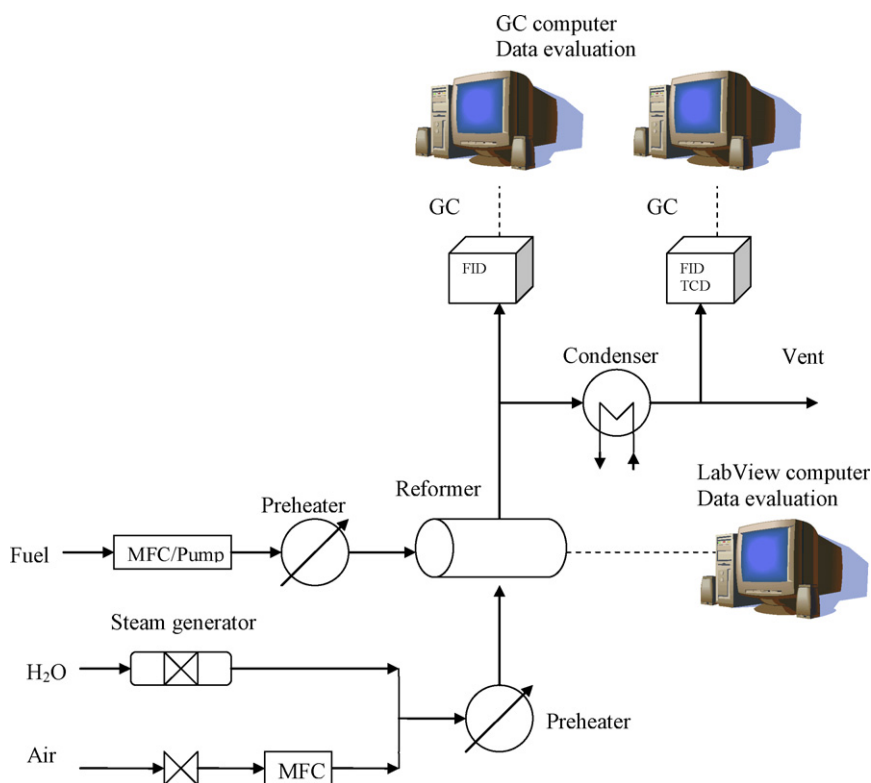 GC computer
Data evaluation
GC
GC
FID
FID
TCD
Condenser
Vent
LabView computer
Data evaluation
Reformer
Preheater
Fuel
MFC/Pump
Steam generator
H₂O
Preheater
Air
MFC